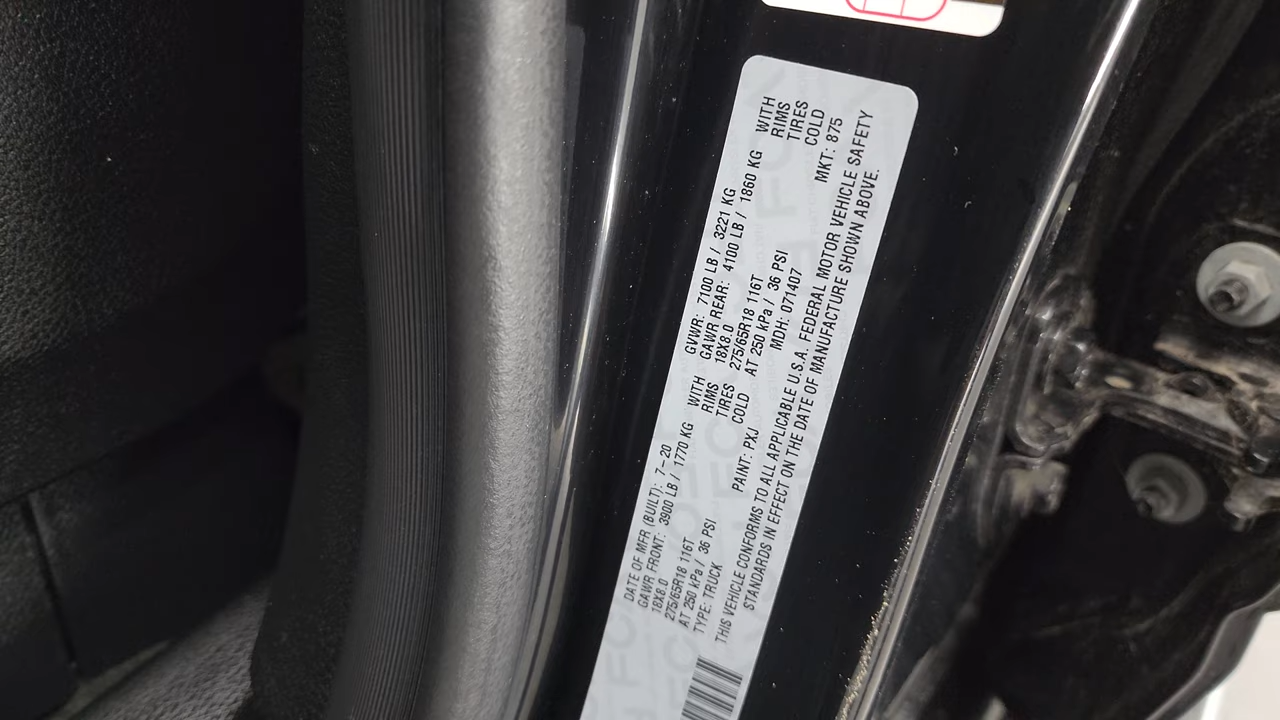 DATE OF MFR (BUILT): 7-20 GVWR: 7100 LB / 3221 KG
GAWR FRONT: 3900 LB / 1770 KG WITH GAWR REAR: 4100 LB / 1860 KG WITH
18X8.0 RIMS 18X8.0 RIMS
275/65R18 116T TIRES 275/65R18 116T TIRES
AT 250 kPa / 36 PSI COLD AT 250 kPa / 36 PSI COLD
TYPE: TRUCK PAINT: PXJ MDH: 071407 MKT: 875
THIS VEHICLE CONFORMS TO ALL APPLICABLE U.S.A. FEDERAL MOTOR VEHICLE SAFETY
STANDARDS IN EFFECT ON THE DATE OF MANUFACTURE SHOWN ABOVE.